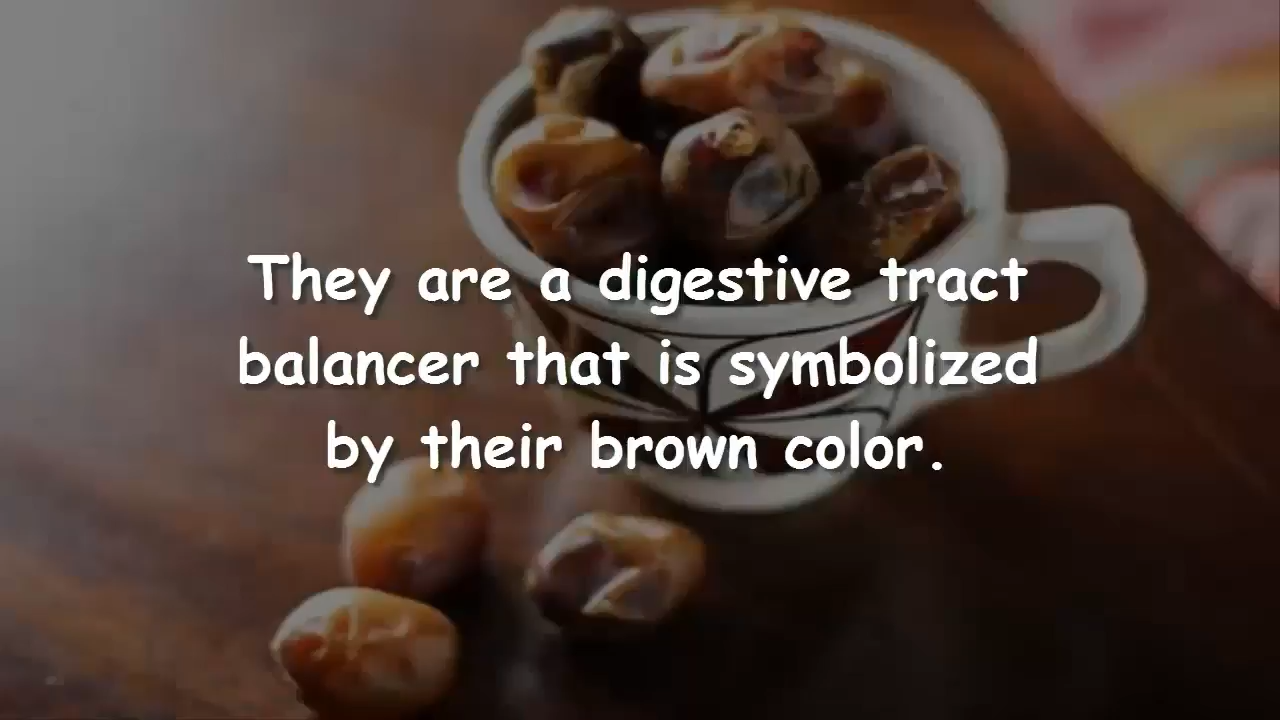 They are a digestive tract
balancer that is symbolized
by their brown color.